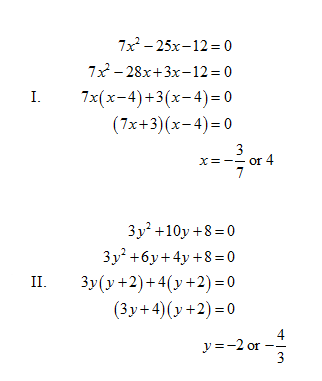 7x² − 25x − 12 = 0
7x² − 28x + 3x − 12 = 0
I. 7x(x − 4) + 3(x − 4) = 0
(7x + 3)(x − 4) = 0
x = −3/7 or 4
3y² + 10y + 8 = 0
3y² + 6y + 4y + 8 = 0
II. 3y(y + 2) + 4(y + 2) = 0
(3y + 4)(y + 2) = 0
y = −2 or −4/3